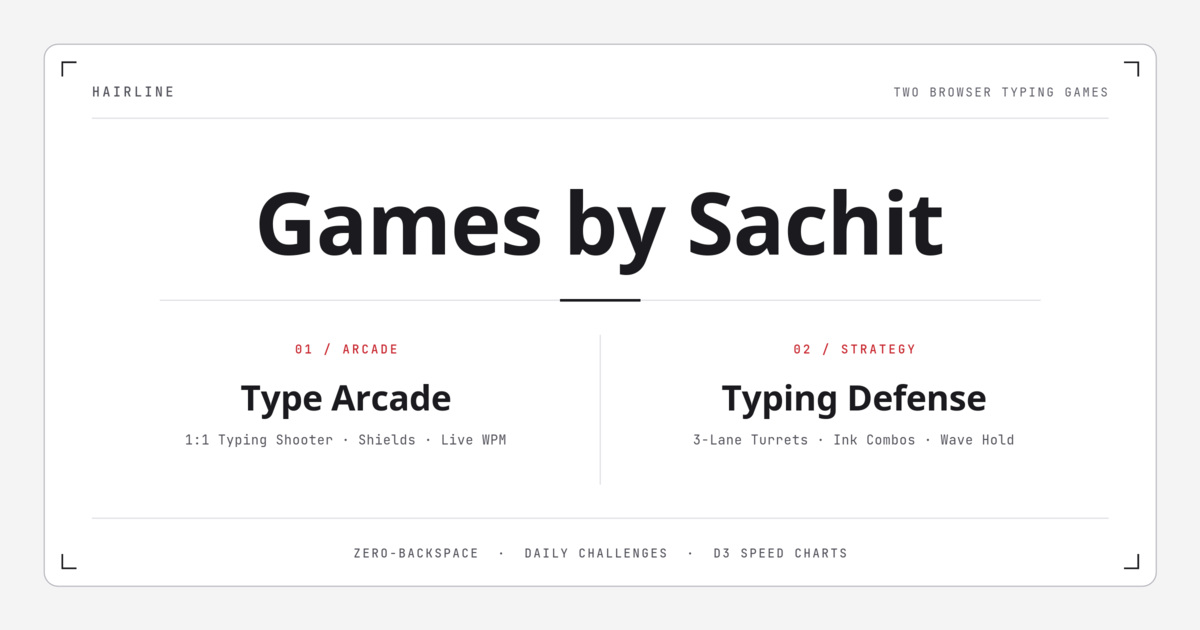 HAIRLINE
TWO BROWSER TYPING GAMES
Games by Sachit
01 / ARCADE
Type Arcade
1:1 Typing Shooter · Shields · Live WPM
02 / STRATEGY
Typing Defense
3-Lane Turrets · Ink Combos · Wave Hold
ZERO-BACKSPACE · DAILY CHALLENGES · D3 SPEED CHARTS